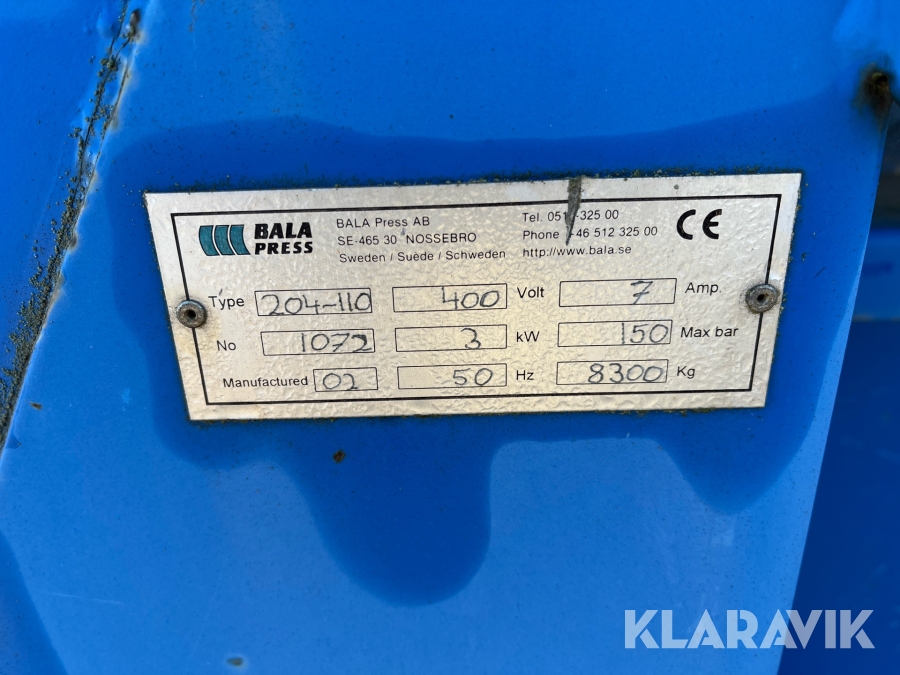 BALA PRESS
BALA Press AB
SE-465 30 NOSSEBRO
Sweden / Suède / Schweden
Tel. 325 00
Phone 46 512 325 00
http://www.bala.se
CE
Type 204-110 400 Volt 7 Amp.
No 1072 3 kW 150 Max bar
Manufactured 02 50 Hz 8300 Kg
KLARAVIK